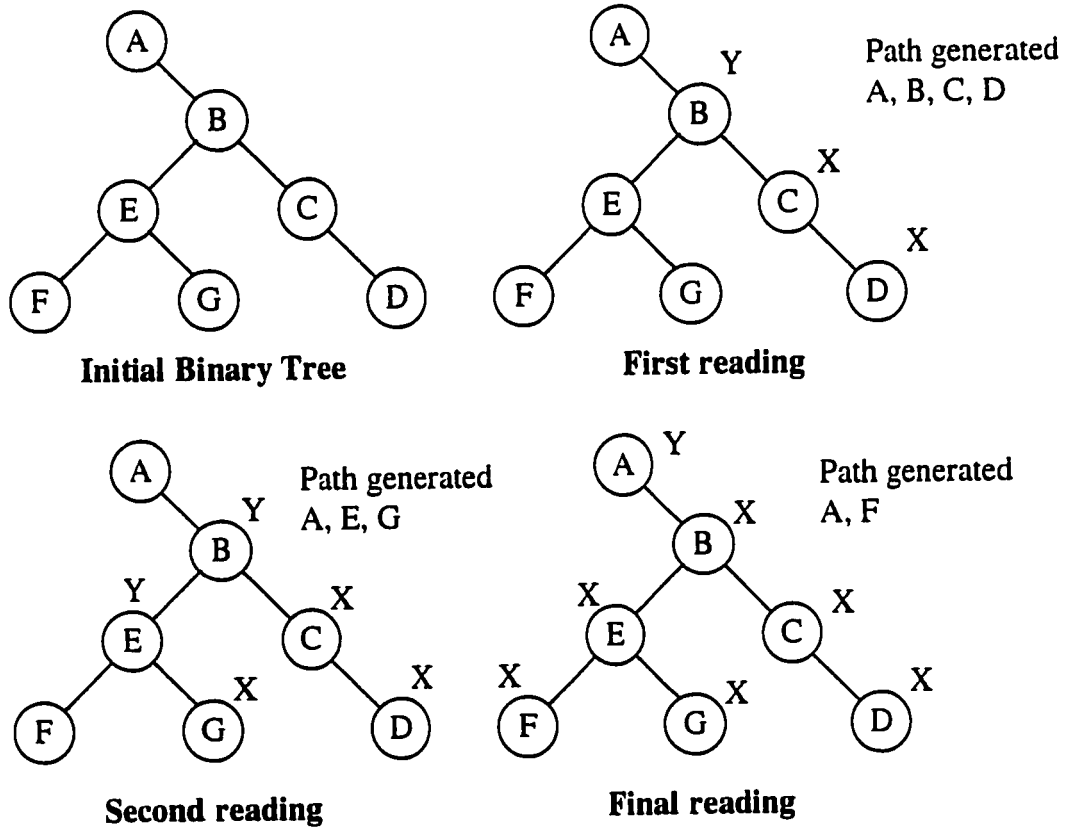 A
B
E
C
F
G
D
Initial Binary Tree
A
Y
Path generated
A, B, C, D
B
X
E
C
X
F
G
D
First reading
A
Path generated
A, E, G
Y
B
Y
X
E
C
X
X
F
G
D
Second reading
A
Y
Path generated
A, F
X
B
X
X
E
C
X
X
X
F
G
D
Final reading